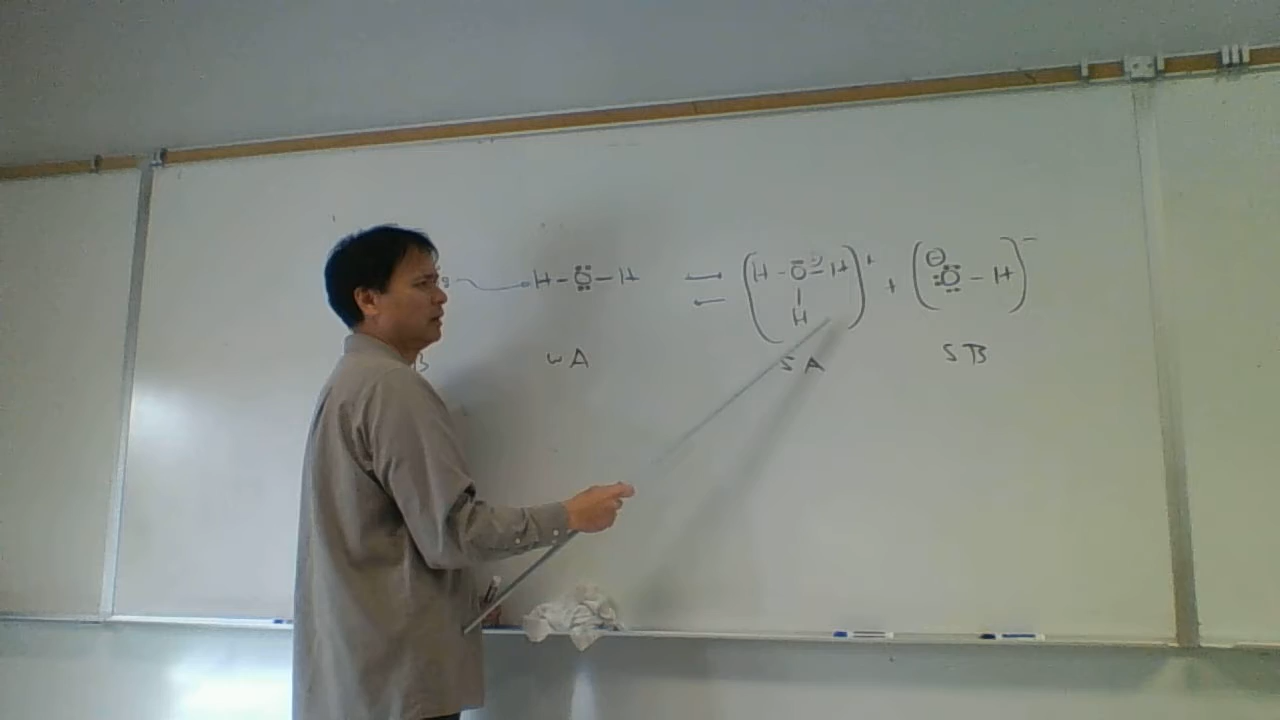 H-O-H ⇌ (H-O-H)⁺ + (⊖O-H)⁻
H
B wA SA SB